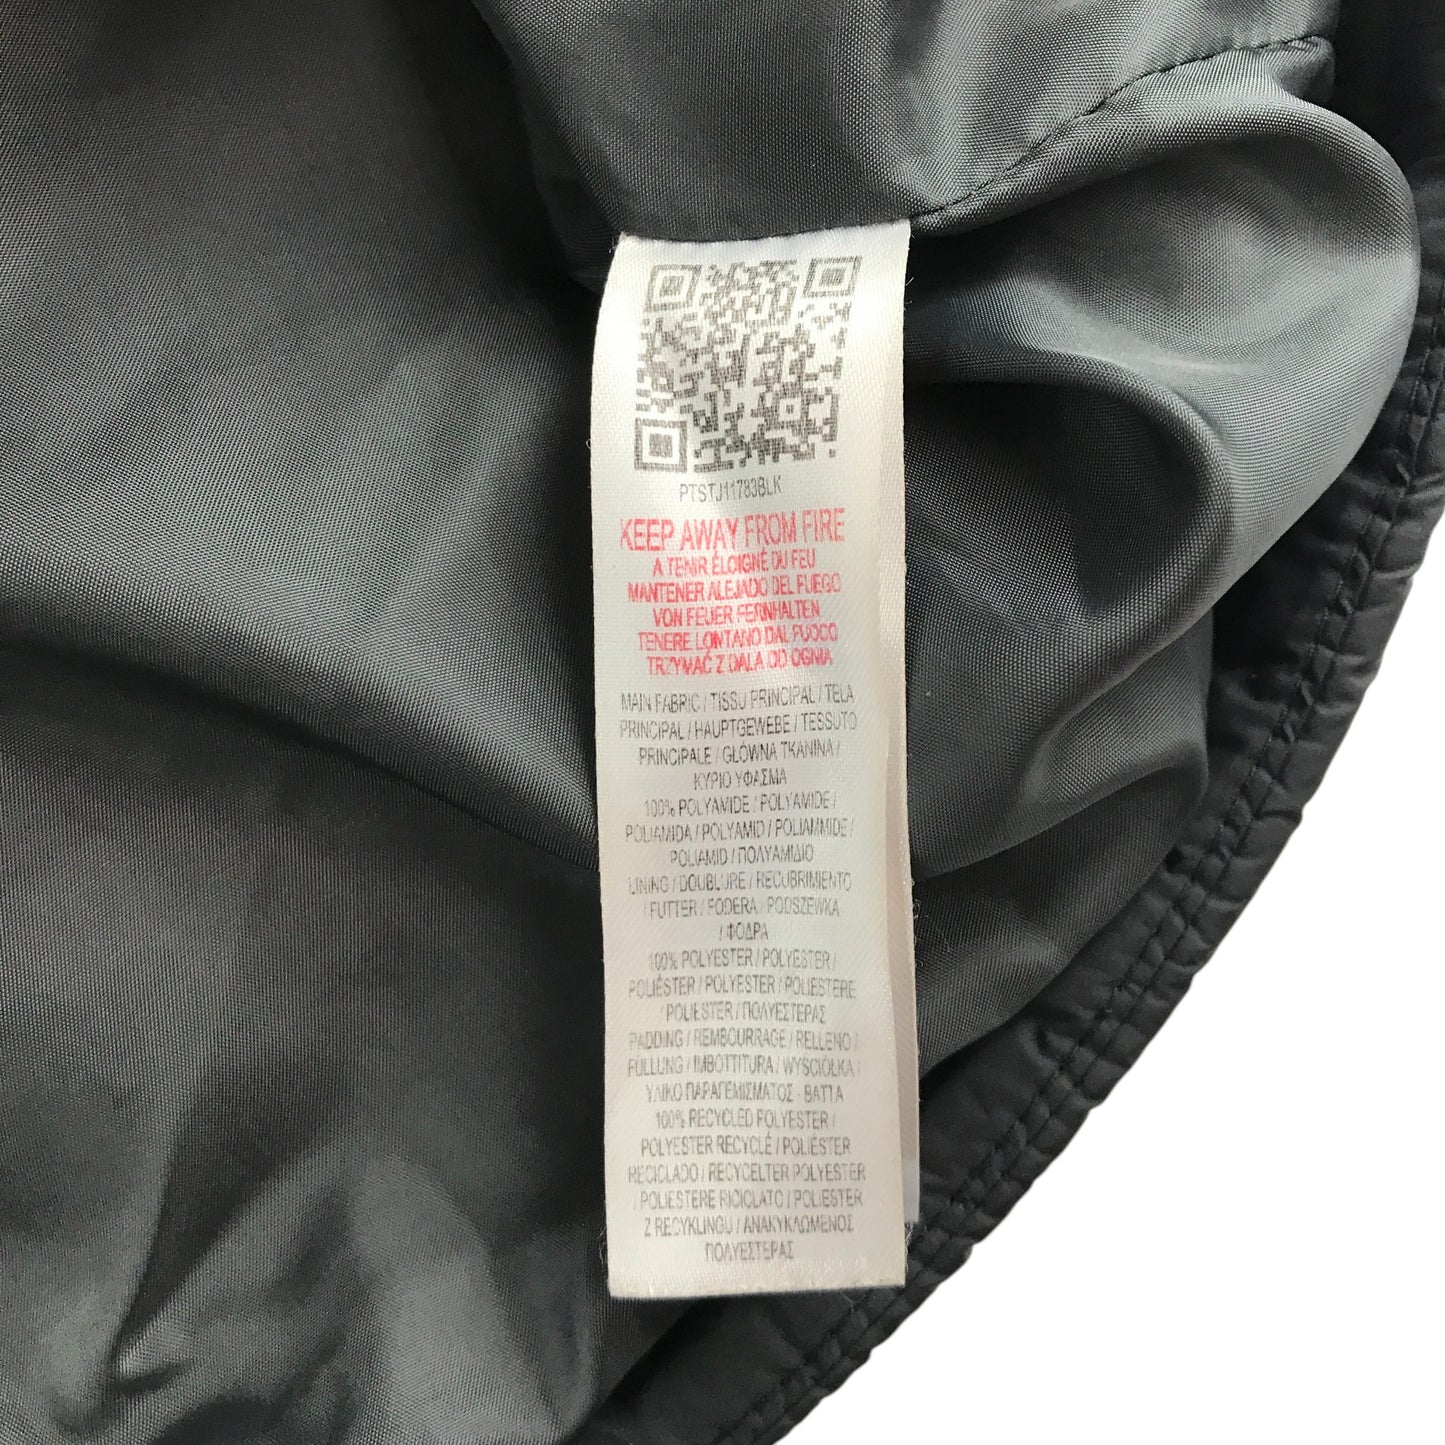 PTSTJ11783BLK
KEEP AWAY FROM FIRE
A TENIR ÉLOIGNÉ DU FEU
MANTENER ALEJADO DEL FUEGO
VON FEUER FERNHALTEN
TENERE LONTANO DAL FUOCO
TRZYMAĆ Z DALA OD OGNIA
MAIN FABRIC / TISSU PRINCIPAL / TELA
PRINCIPAL / HAUPTGEWEBE / TESSUTO
PRINCIPALE / GLÓWNA TKANINA /
ΚΥΡΙΟ ΥΦΑΣΜΑ
100% POLYAMIDE / POLYAMIDE /
POLIAMIDA / POLYAMID / POLIAMMIDE /
POLIAMID / ΠΟΛΥΑΜΙΔΙΟ
LINING / DOUBLURE / RECUBRIMIENTO
/ FUTTER / FODERA / PODSZEWKA
/ ΦΟΔΡΑ
100% POLYESTER / POLYESTER /
POLIÉSTER / POLYESTER / POLIESTERE
/ POLIESTER / ΠΟΛΥΕΣΤΕΡΑΣ
PADDING / REMBOURRAGE / RELLENO /
FÜLLUNG / IMBOTTITURA / WYŚCIÓŁKA /
ΥΛΙΚΟ ΠΑΡΑΓΕΜΙΣΜΑΤΟΣ - ΒΑΤΤΑ
100% RECYCLED POLYESTER /
POLYESTER RECYCLÉ / POLIÉSTER
RECICLADO / RECYCELTER POLYESTER
/ POLIESTERE RICICLATO / POLIESTER
Z RECYKLINGU / ΑΝΑΚΥΚΛΩΜΕΝΟΣ
ΠΟΛΥΕΣΤΕΡΑΣ